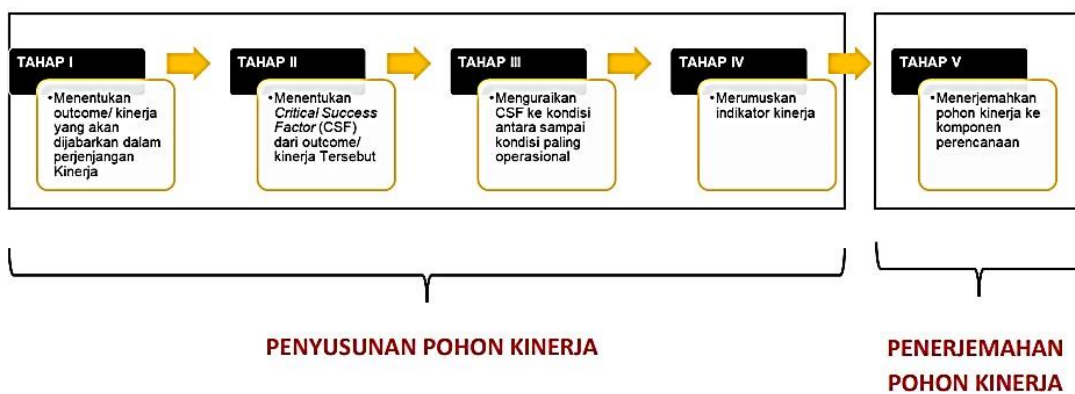 TAHAP I
•Menentukan
outcome/ kinerja
yang akan
dijabarkan dalam
perjenjangan
Kinerja
TAHAP II
•Menentukan
Critical Success
Factor (CSF)
dari outcome/
kinerja Tersebut
TAHAP III
•Menguraikan
CSF ke kondisi
antara sampai
kondisi paling
operasional
TAHAP IV
•Merumuskan
indikator kinerja
TAHAP V
•Menerjemahkan
pohon kinerja ke
komponen
perencanaan
PENYUSUNAN POHON KINERJA
PENERJEMAHAN
POHON KINERJA